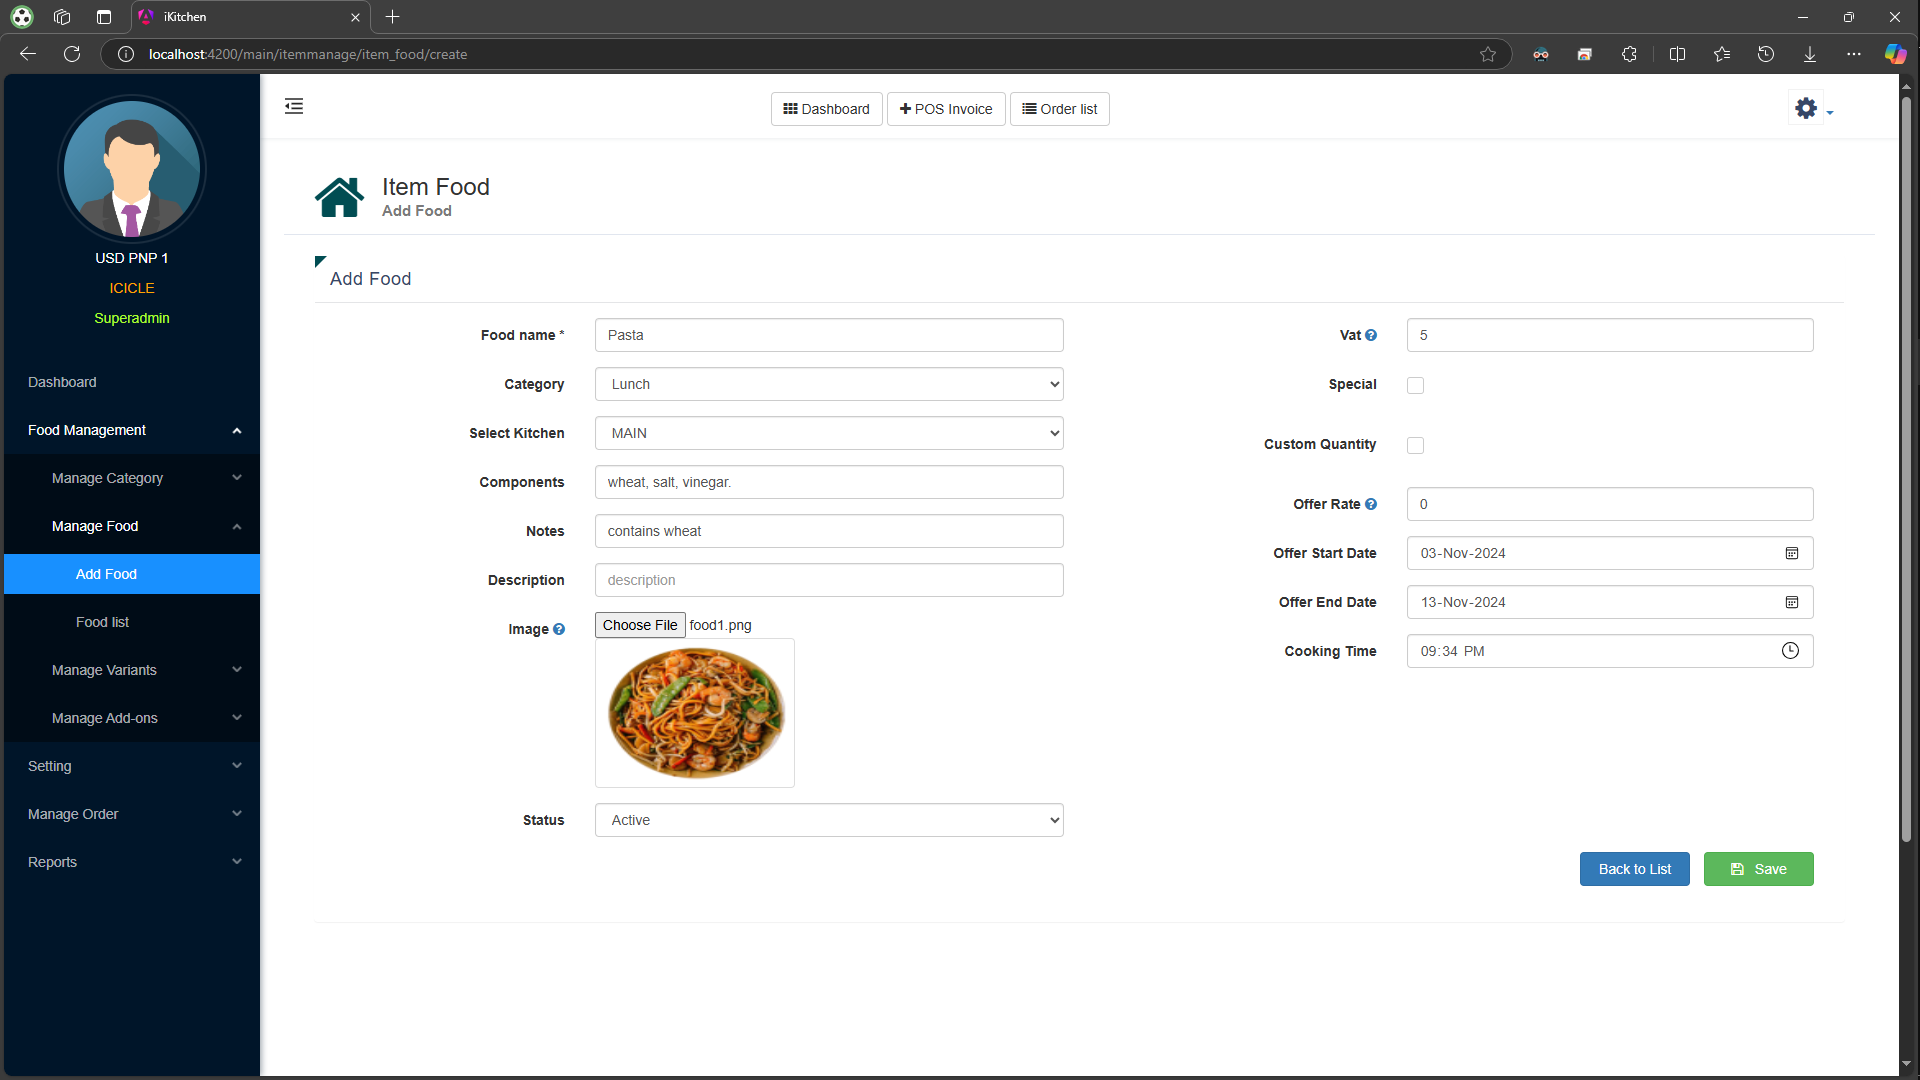 iKitchen
localhost:4200/main/itemmanage/item_food/create
USD PNP 1
ICICLE
Superadmin
Dashboard
Food Management
Manage Category
Manage Food
Add Food
Food list
Manage Variants
Manage Add-ons
Setting
Manage Order
Reports
Dashboard
POS Invoice
Order list
Item Food
Add Food
Add Food
Food name * Pasta
Category Lunch
Select Kitchen MAIN
Components wheat, salt, vinegar.
Notes contains wheat
Description description
Image Choose File food1.png
Status Active
Vat 5
Special
Custom Quantity
Offer Rate 0
Offer Start Date 03-Nov-2024
Offer End Date 13-Nov-2024
Cooking Time 09:34 PM
Back to List
Save